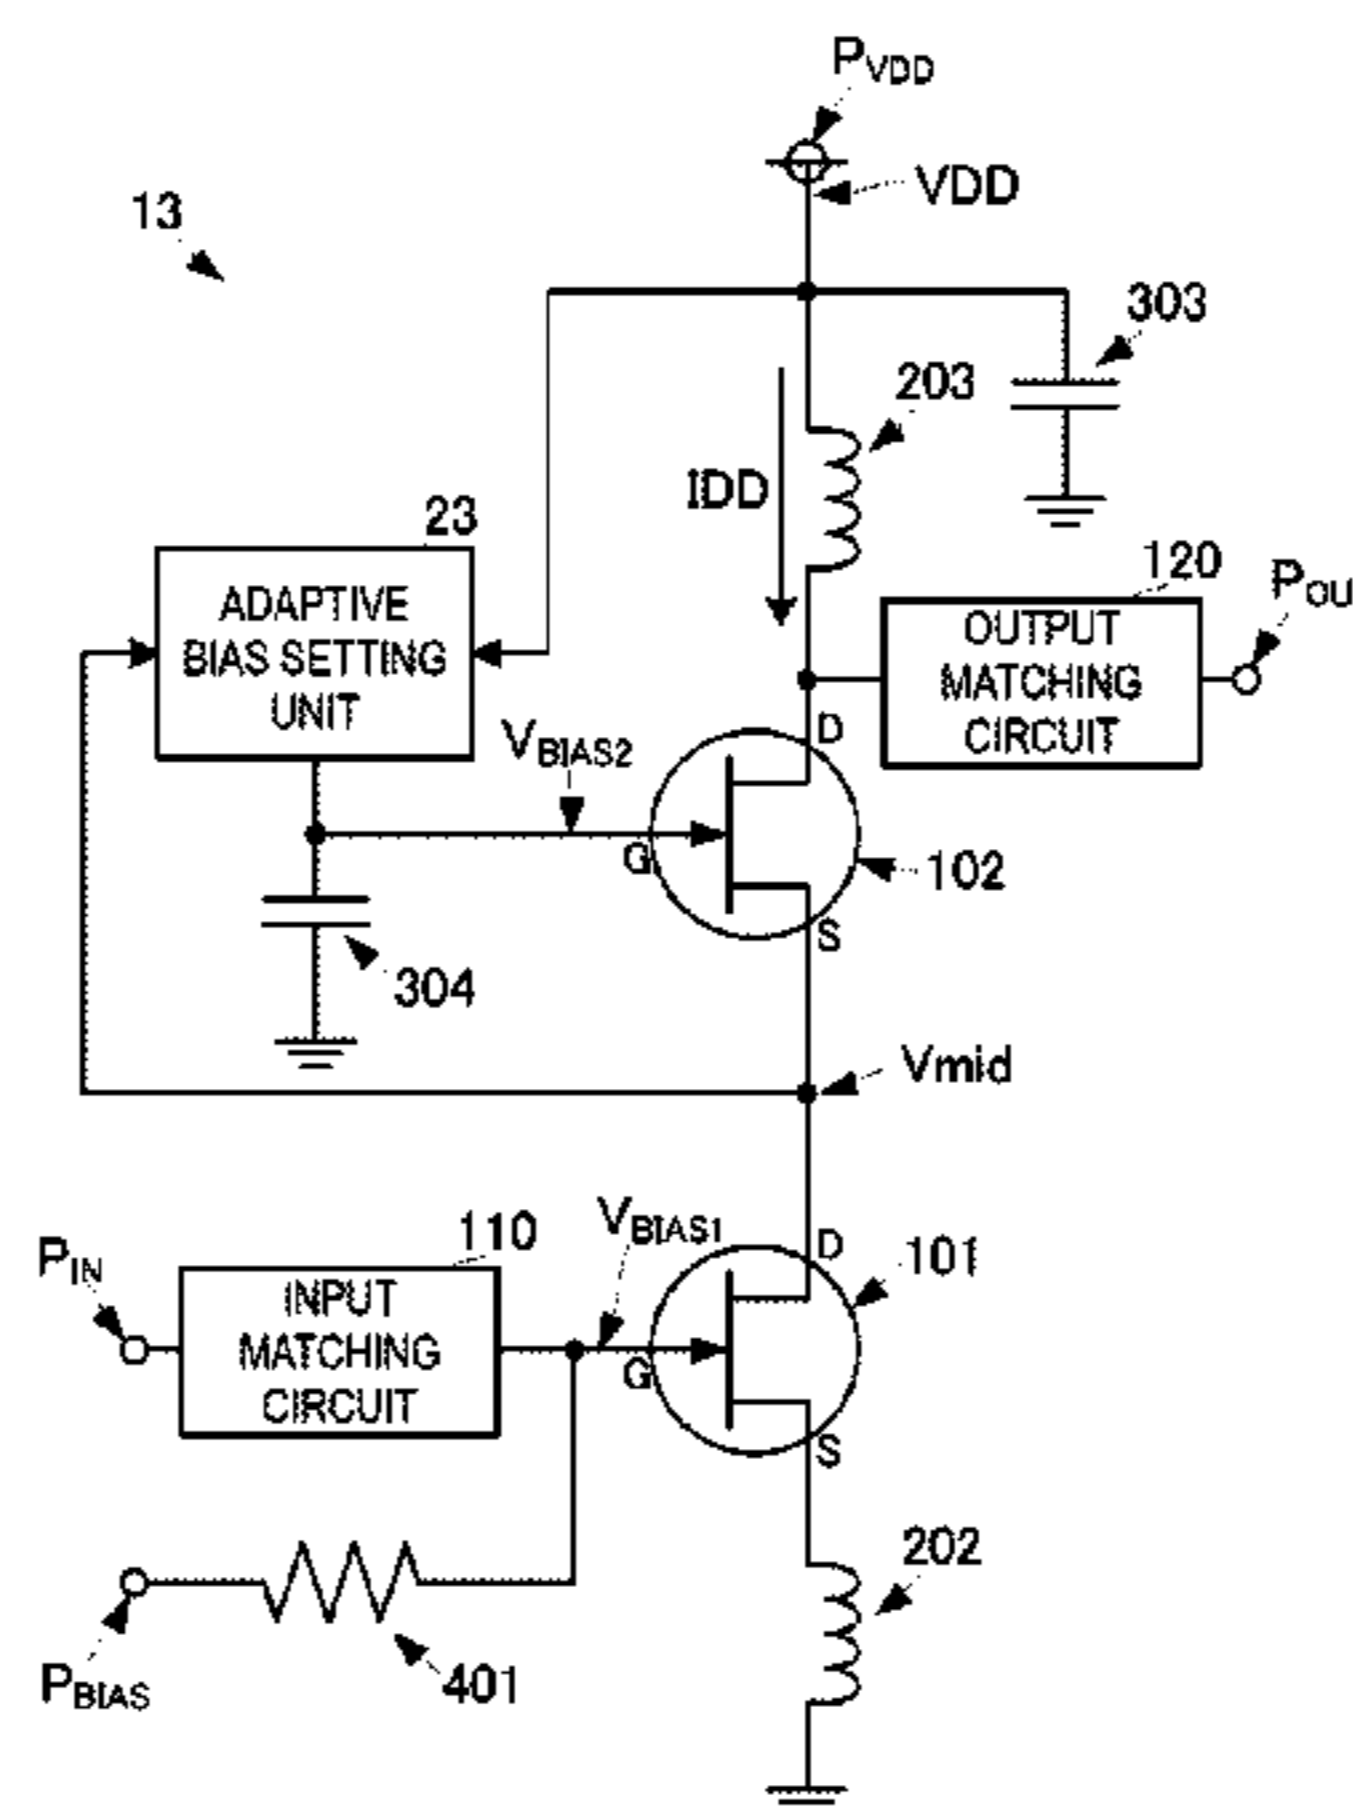 PVDD
VDD
13
303
203
IDD
23
ADAPTIVE
BIAS SETTING
UNIT
120
POU
OUTPUT
MATCHING
CIRCUIT
VBIAS2
D
G
S
102
304
Vmid
PIN
110
INPUT
MATCHING
CIRCUIT
VBIAS1
D
G
S
101
202
PBIAS
401